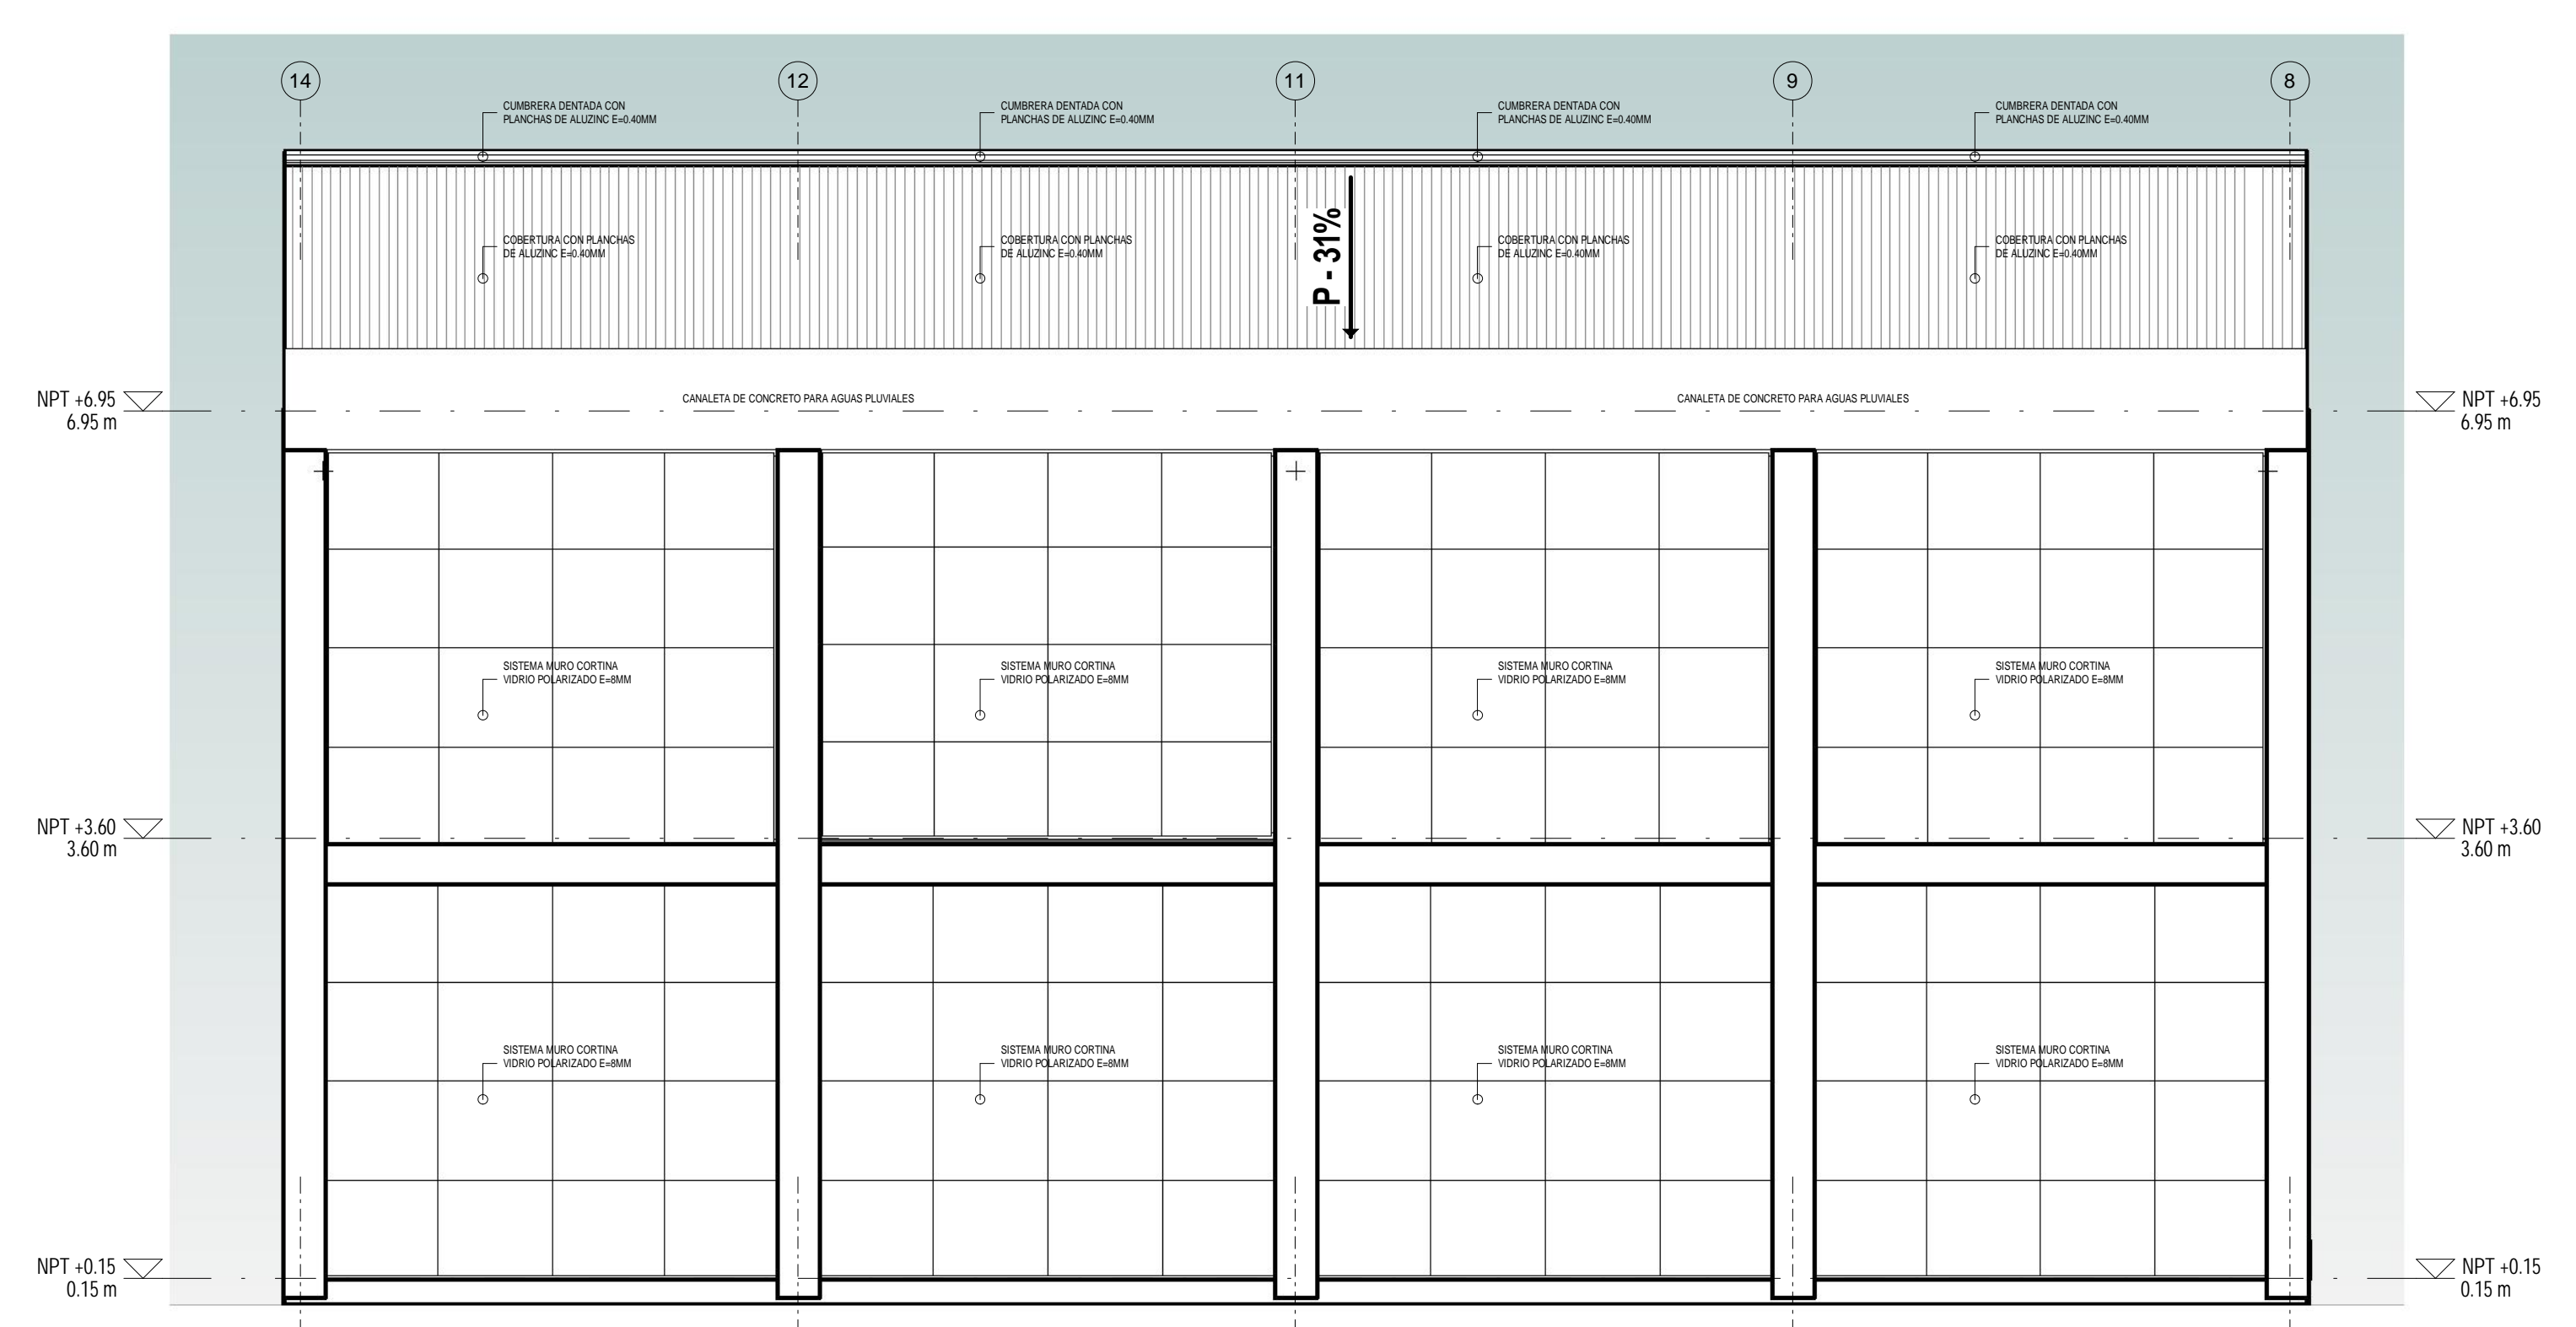 14
12
11
9
8
CUMBRERA DENTADA CON
PLANCHAS DE ALUZINC E=0.40MM
CUMBRERA DENTADA CON
PLANCHAS DE ALUZINC E=0.40MM
CUMBRERA DENTADA CON
PLANCHAS DE ALUZINC E=0.40MM
CUMBRERA DENTADA CON
PLANCHAS DE ALUZINC E=0.40MM
COBERTURA CON PLANCHAS
DE ALUZINC E=0.40MM
COBERTURA CON PLANCHAS
DE ALUZINC E=0.40MM
P - 31%
COBERTURA CON PLANCHAS
DE ALUZINC E=0.40MM
COBERTURA CON PLANCHAS
DE ALUZINC E=0.40MM
NPT +6.95
6.95 m
CANALETA DE CONCRETO PARA AGUAS PLUVIALES
CANALETA DE CONCRETO PARA AGUAS PLUVIALES
NPT +6.95
6.95 m
SISTEMA MURO CORTINA
VIDRIO POLARIZADO E=8MM
SISTEMA MURO CORTINA
VIDRIO POLARIZADO E=8MM
SISTEMA MURO CORTINA
VIDRIO POLARIZADO E=8MM
SISTEMA MURO CORTINA
VIDRIO POLARIZADO E=8MM
NPT +3.60
3.60 m
NPT +3.60
3.60 m
SISTEMA MURO CORTINA
VIDRIO POLARIZADO E=8MM
SISTEMA MURO CORTINA
VIDRIO POLARIZADO E=8MM
SISTEMA MURO CORTINA
VIDRIO POLARIZADO E=8MM
SISTEMA MURO CORTINA
VIDRIO POLARIZADO E=8MM
NPT +0.15
0.15 m
NPT +0.15
0.15 m